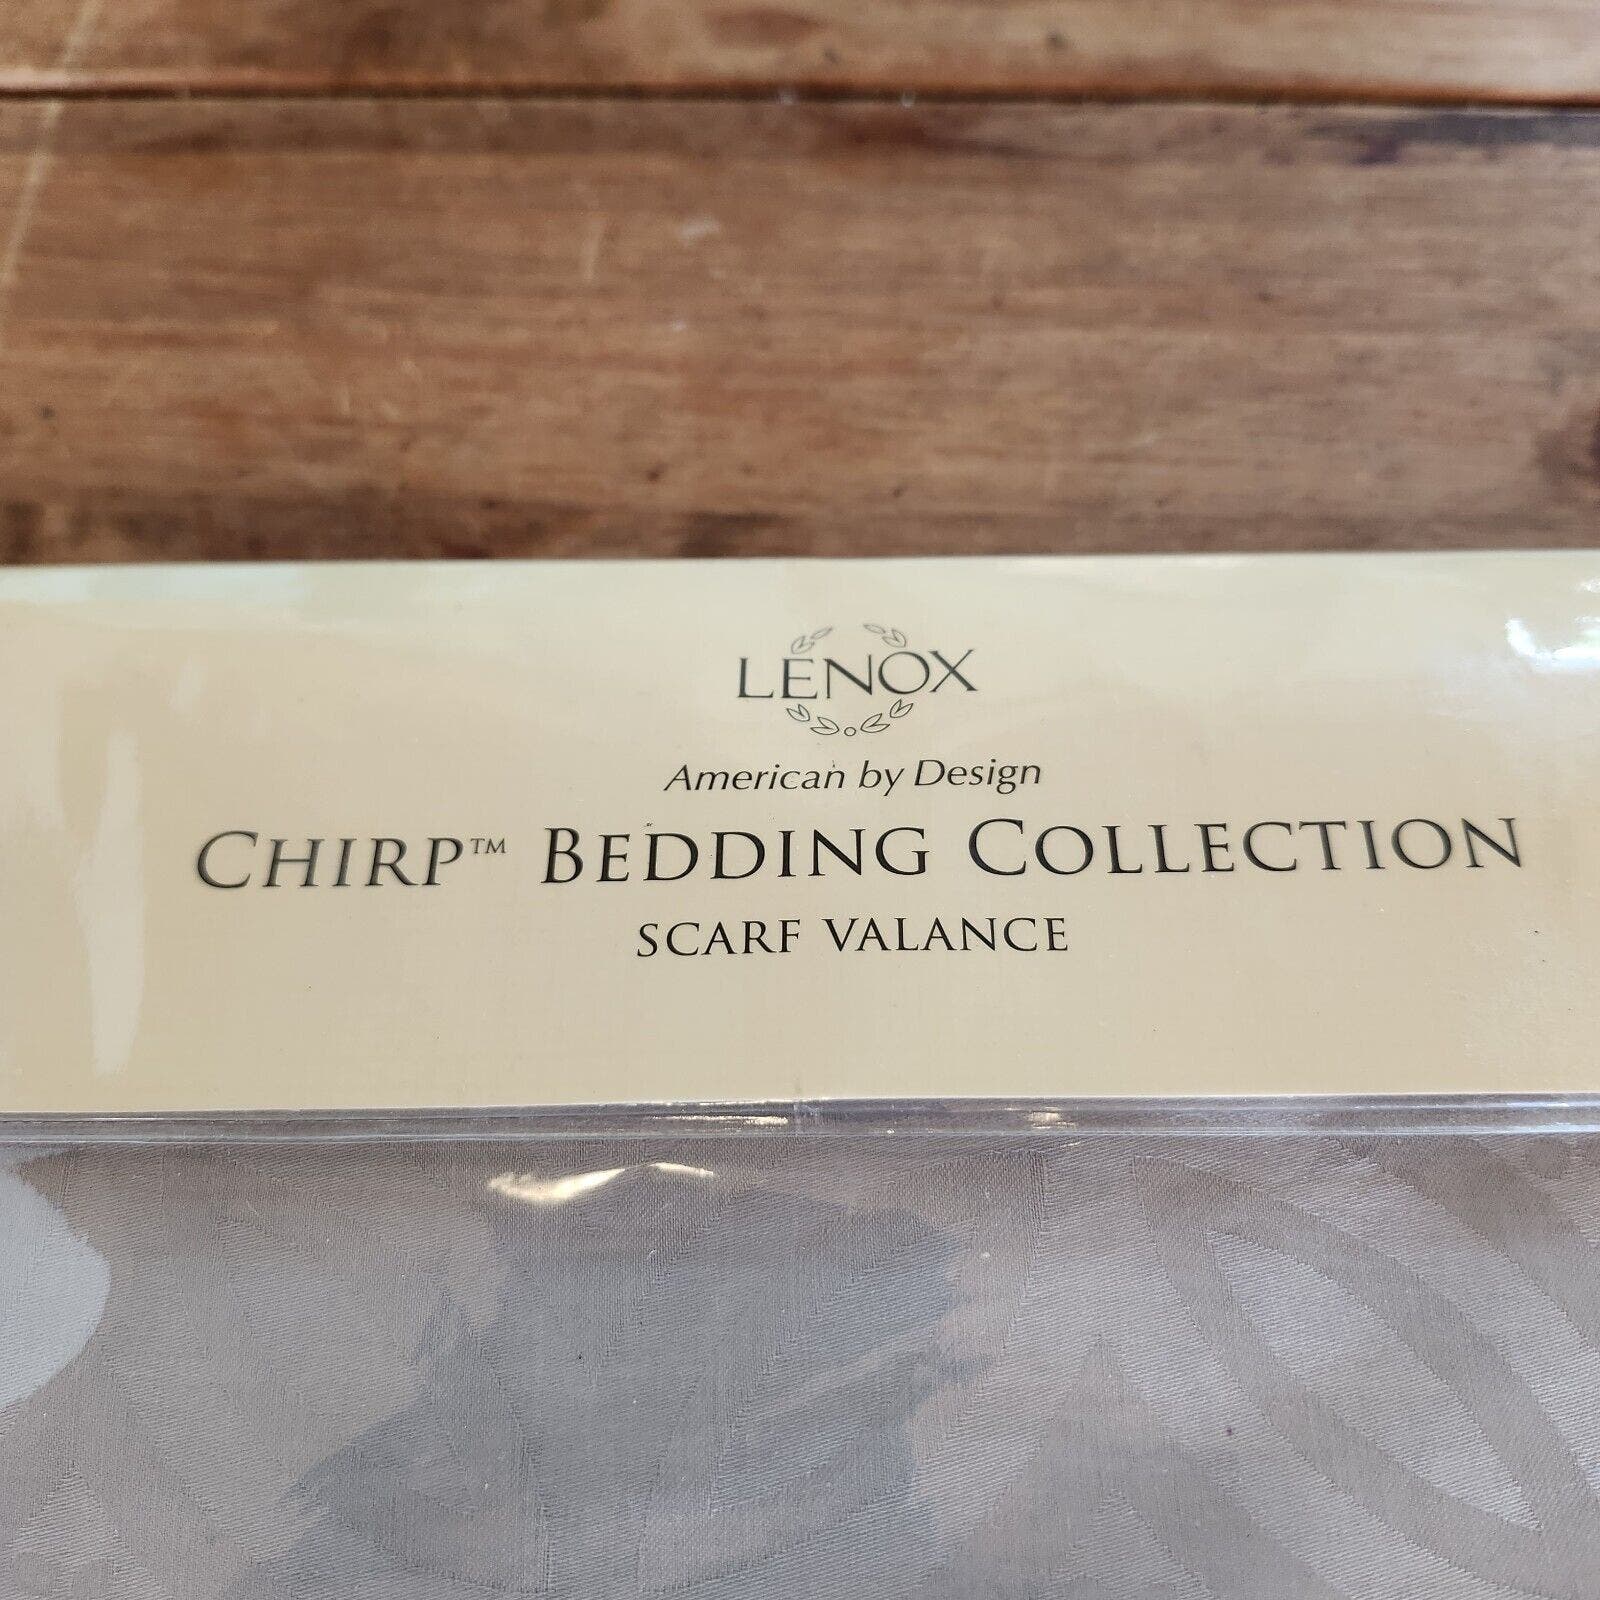 LENOX
American by Design
CHIRP™ BEDDING COLLECTION
SCARF VALANCE